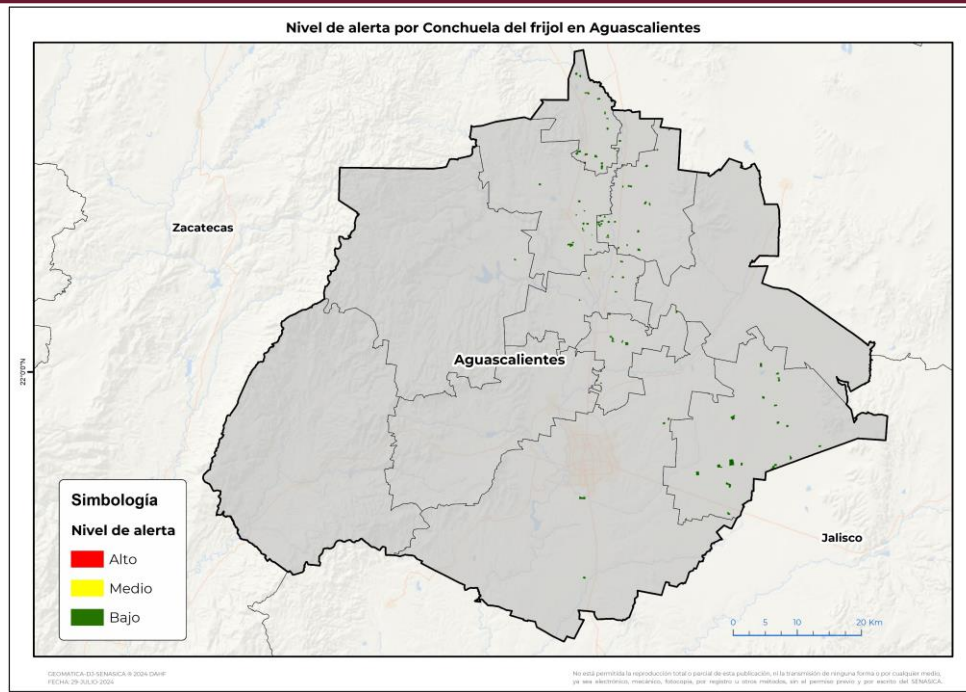 Nivel de alerta por Conchuela del frijol en Aguascalientes
Zacatecas
22°0'0"N
Aguascalientes
Simbología
Nivel de alerta
Alto
Medio
Bajo
Jalisco
0 5 10 20 Km
GEOMATICA-DJ-SENASICA-R-2024-DAHF
FECHA: 29-JULIO-2024
No está permitida la reproducción total o parcial de esta publicación, ni la transmisión de ninguna forma o por cualquier medio,
ya sea electrónico, mecánico, fotocopia, por registro u otros métodos, sin el permiso previo y por escrito del SENASICA.